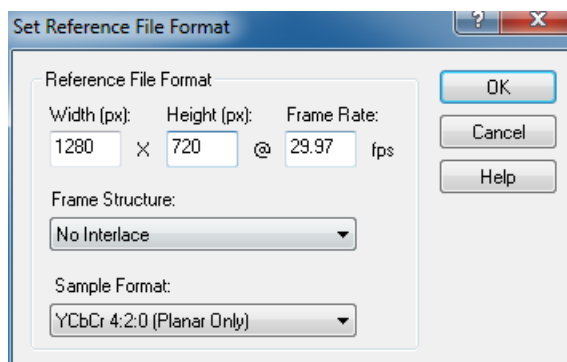 Set Reference File Format
? X
Reference File Format
OK
Width (px): Height (px): Frame Rate:
1280 X 720 @ 29.97 fps
Cancel
Help
Frame Structure:
No Interlace
Sample Format:
YCbCr 4:2:0 (Planar Only)